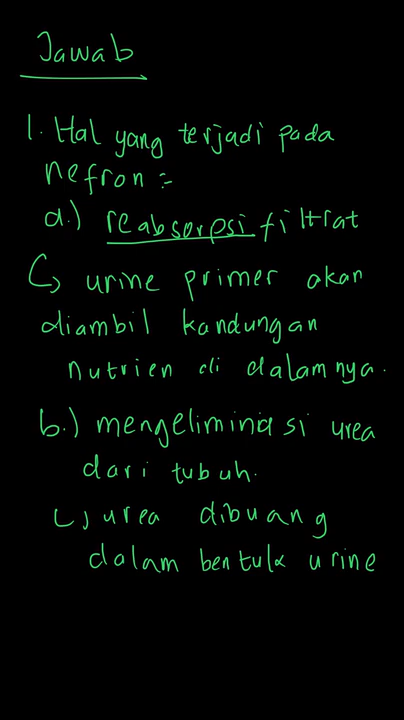 Jawab
1. Hal yang terjadi pada
nefron :
a.) reabsorpsi filtrat
↳ urine primer akan
diambil kandungan
nutrien di dalamnya.
b.) mengeliminasi urea
dari tubuh.
↳ urea dibuang
dalam bentuk urine